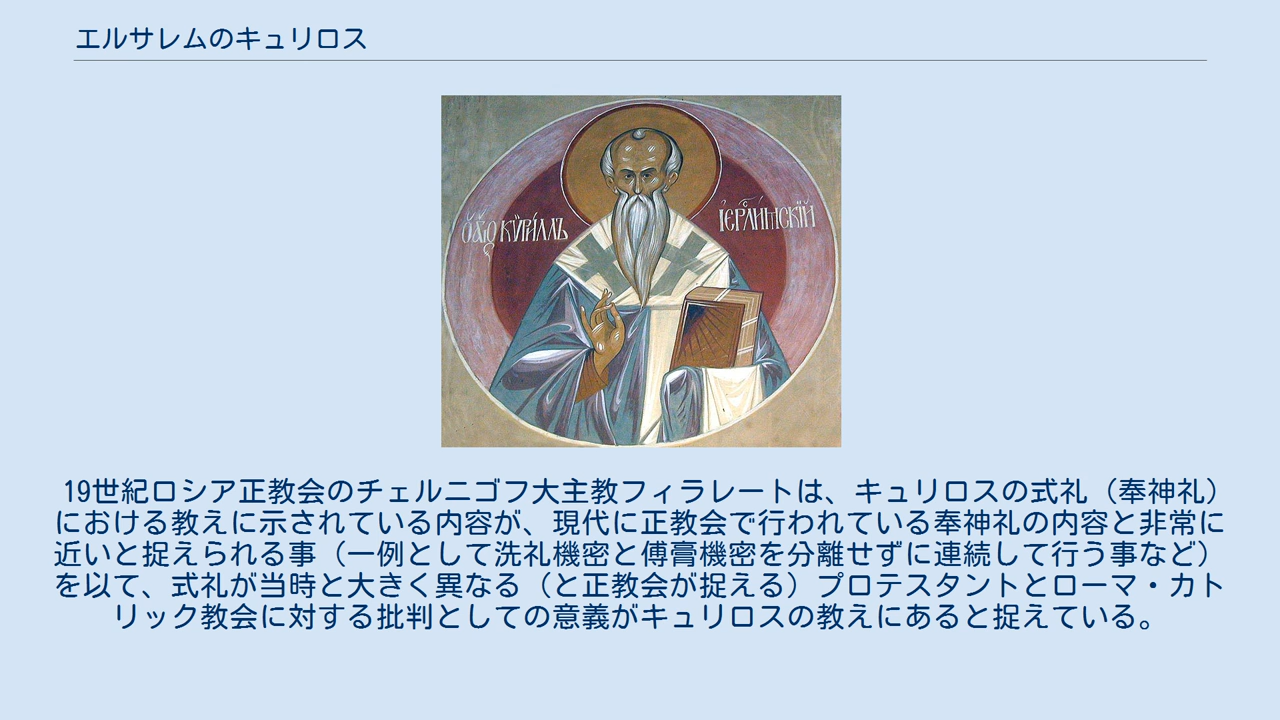 エルサレムのキュリロス
КѴРИЛЛЪ
19世紀ロシア正教会のチェルニゴフ大主教フィラレートは、キュリロスの式礼（奉神礼）
における教えに示されている内容が、現代に正教会で行われている奉神礼の内容と非常に
近いと捉えられる事（一例として洗礼機密と傅膏機密を分離せずに連続して行う事など）
を以て、式礼が当時と大きく異なる（と正教会が捉える）プロテスタントとローマ・カト
リック教会に対する批判としての意義がキュリロスの教えにあると捉えている。